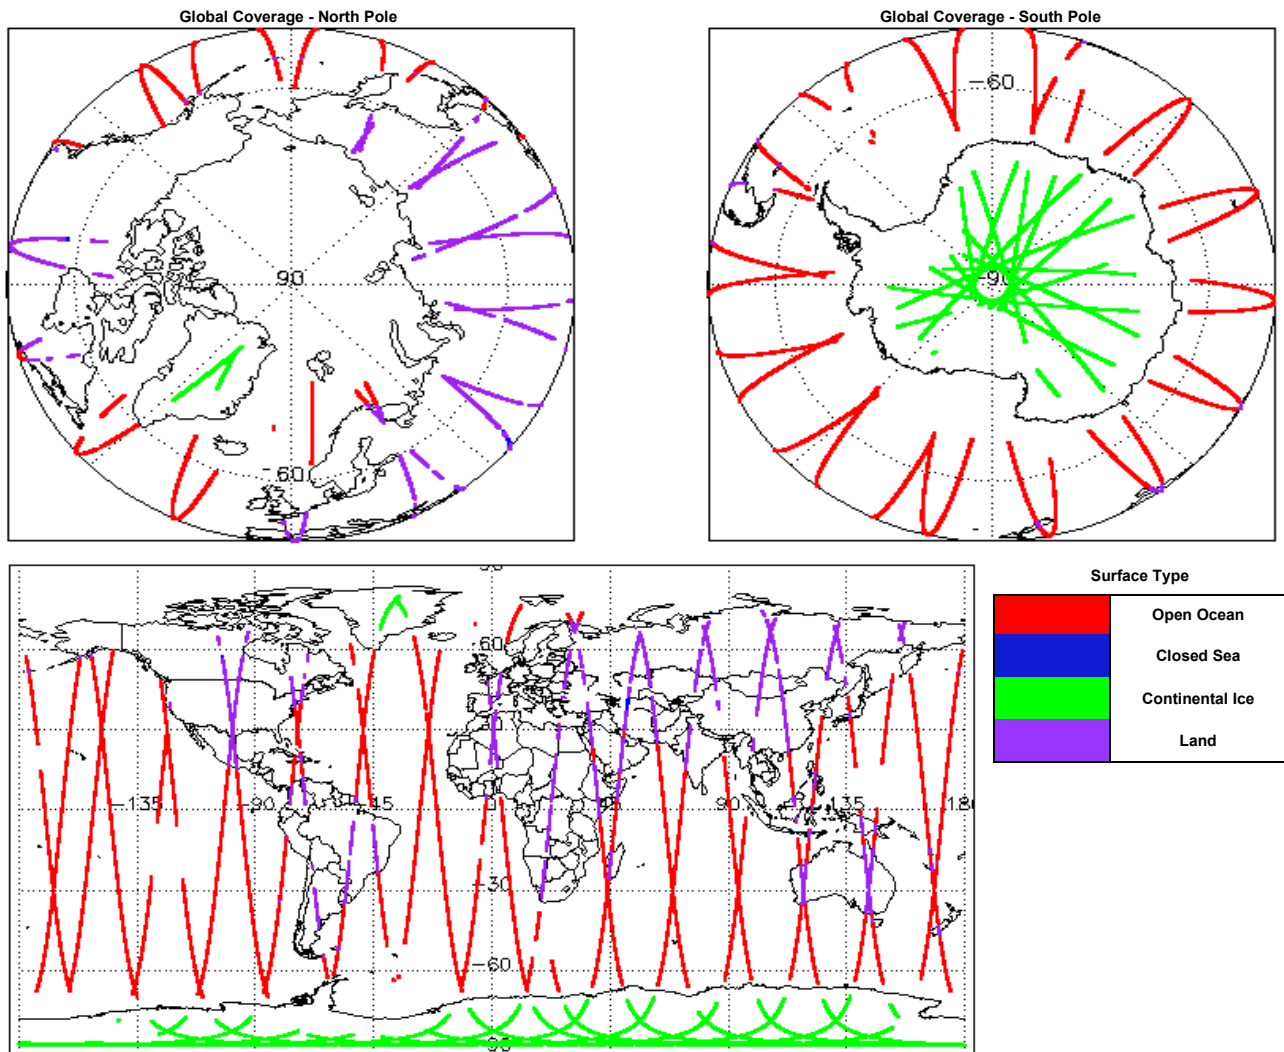 Global Coverage - North Pole
Global Coverage - South Pole
90
60
-60
-90
60
-135
-90
-45
0
45
90
135
180
-30
-60
Surface Type
Open Ocean
Closed Sea
Continental Ice
Land